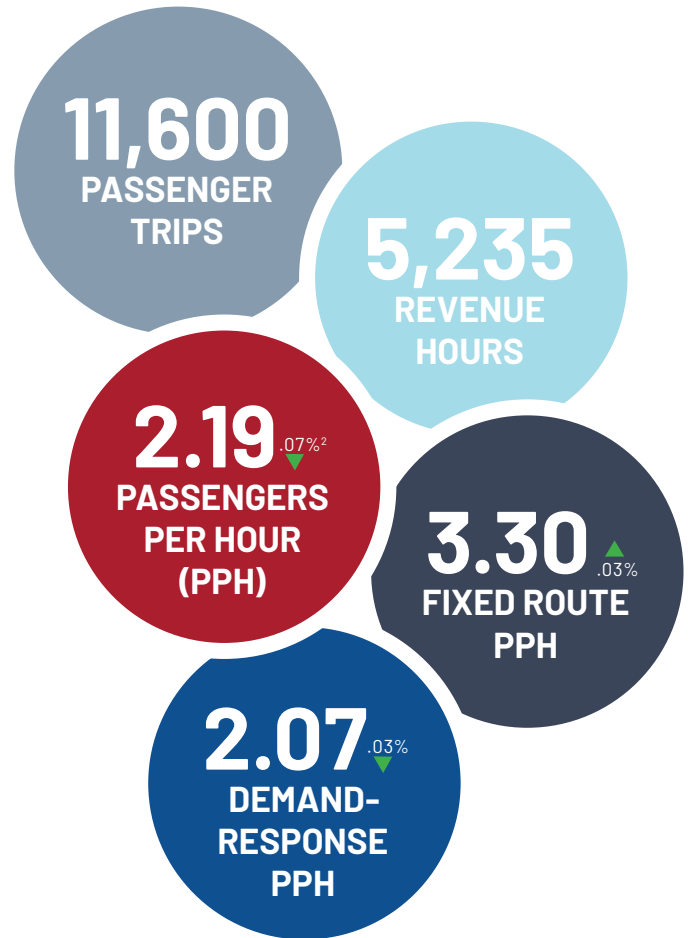 11,600
PASSENGER
TRIPS
5,235
REVENUE
HOURS
2.19 .07%²
PASSENGERS
PER HOUR
(PPH)
3.30 .03%
FIXED ROUTE
PPH
2.07 .03%
DEMAND-
RESPONSE
PPH